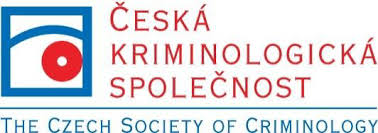 ČESKÁ
KRIMINOLOGICKÁ
SPOLEČNOST
THE CZECH SOCIETY OF CRIMINOLOGY